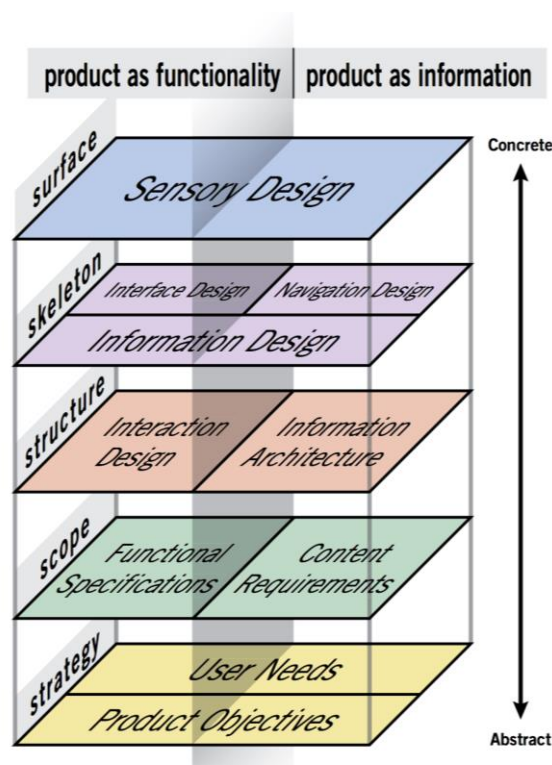 product as functionality
product as information
Concrete
surface
Sensory Design
skeleton
Interface Design
Navigation Design
Information Design
structure
Interaction
Design
Information
Architecture
scope
Functional
Specifications
Content
Requirements
strategy
User Needs
Product Objectives
Abstract